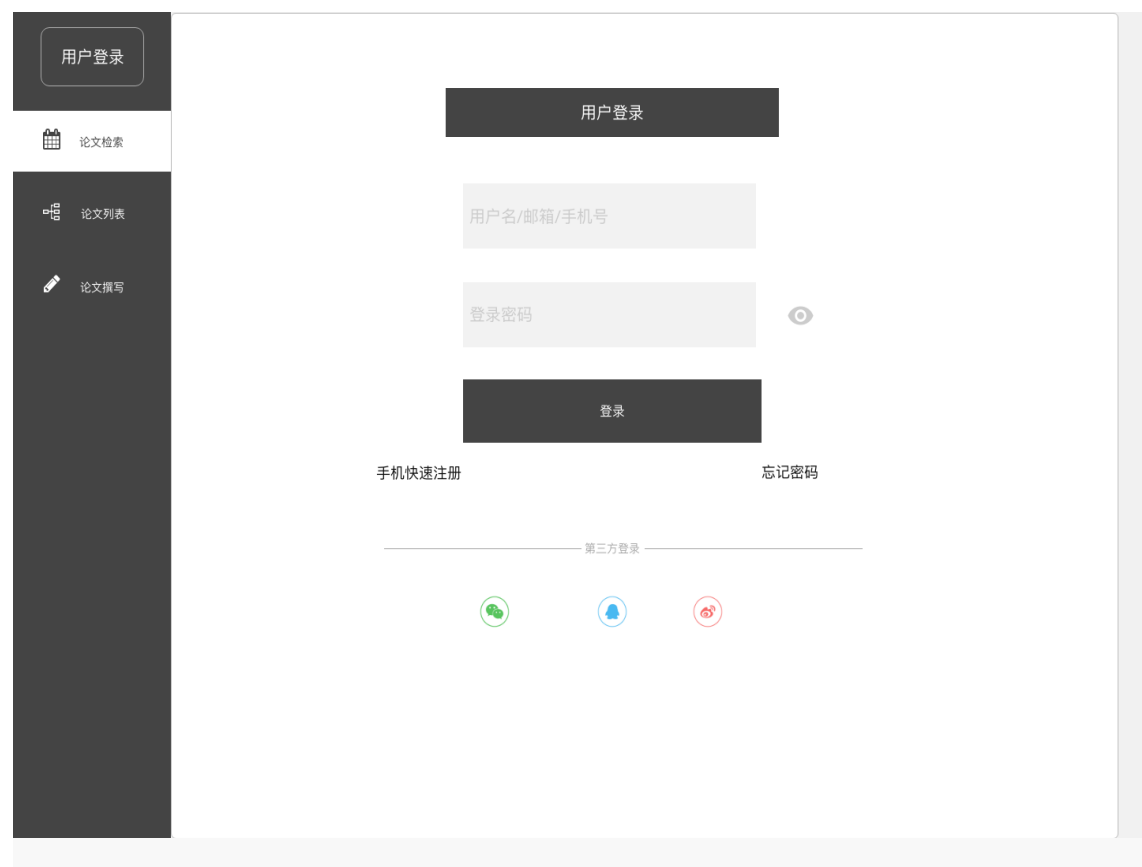 用户登录
论文检索
论文列表
论文撰写
用户登录
用户名/邮箱/手机号
登录密码
登录
手机快速注册
忘记密码
第三方登录